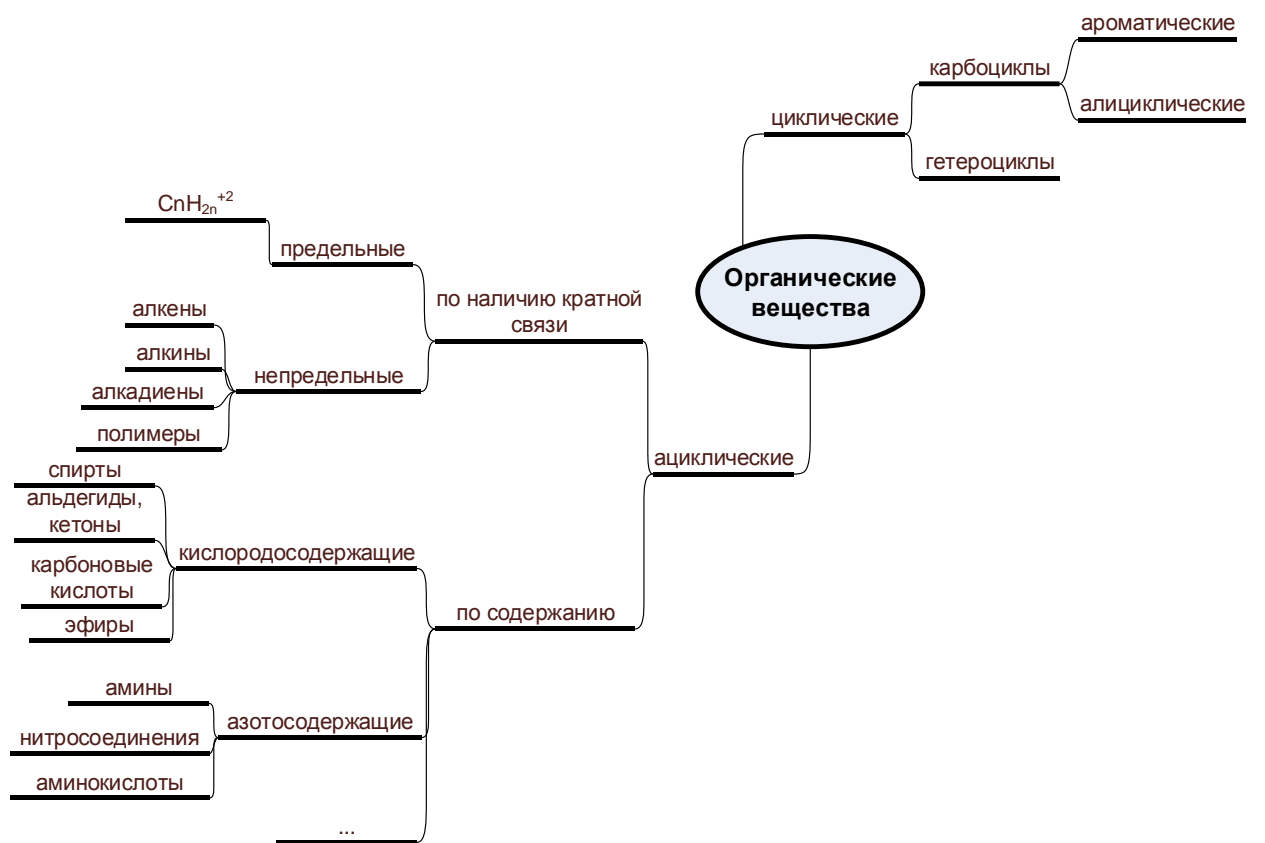 ароматические
карбоциклы
алициклические
циклические
гетероциклы
CnH₂ₙ⁺²
предельные
Органические
вещества
по наличию кратной
связи
алкены
алкины
непредельные
алкадиены
полимеры
ациклические
спирты
альдегиды,
кетоны
кислородосодержащие
карбоновые
кислоты
эфиры
по содержанию
амины
азотосодержащие
нитросоединения
аминокислоты
...